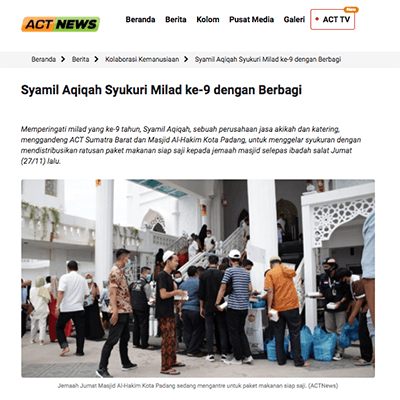 ACT NEWS
Beranda Berita Kolom Pusat Media Galeri ACT TV
Beranda > Berita > Kolaborasi Kemanusiaan > Syamil Aqiqah Syukuri Milad ke-9 dengan Berbagi
Syamil Aqiqah Syukuri Milad ke-9 dengan Berbagi
Memperingati milad yang ke-9 tahun, Syamil Aqiqah, sebuah perusahaan jasa akikah dan katering,
menggandeng ACT Sumatra Barat dan Masjid Al-Hakim Kota Padang, untuk menggelar syukuran dengan
mendistribusikan ratusan paket makanan siap saji kepada jemaah masjid selepas ibadah salat Jumat
(27/11) lalu.
Jemaah Jumat Masjid Al-Hakim Kota Padang sedang mengantre untuk paket makanan siap saji. (ACTNews)